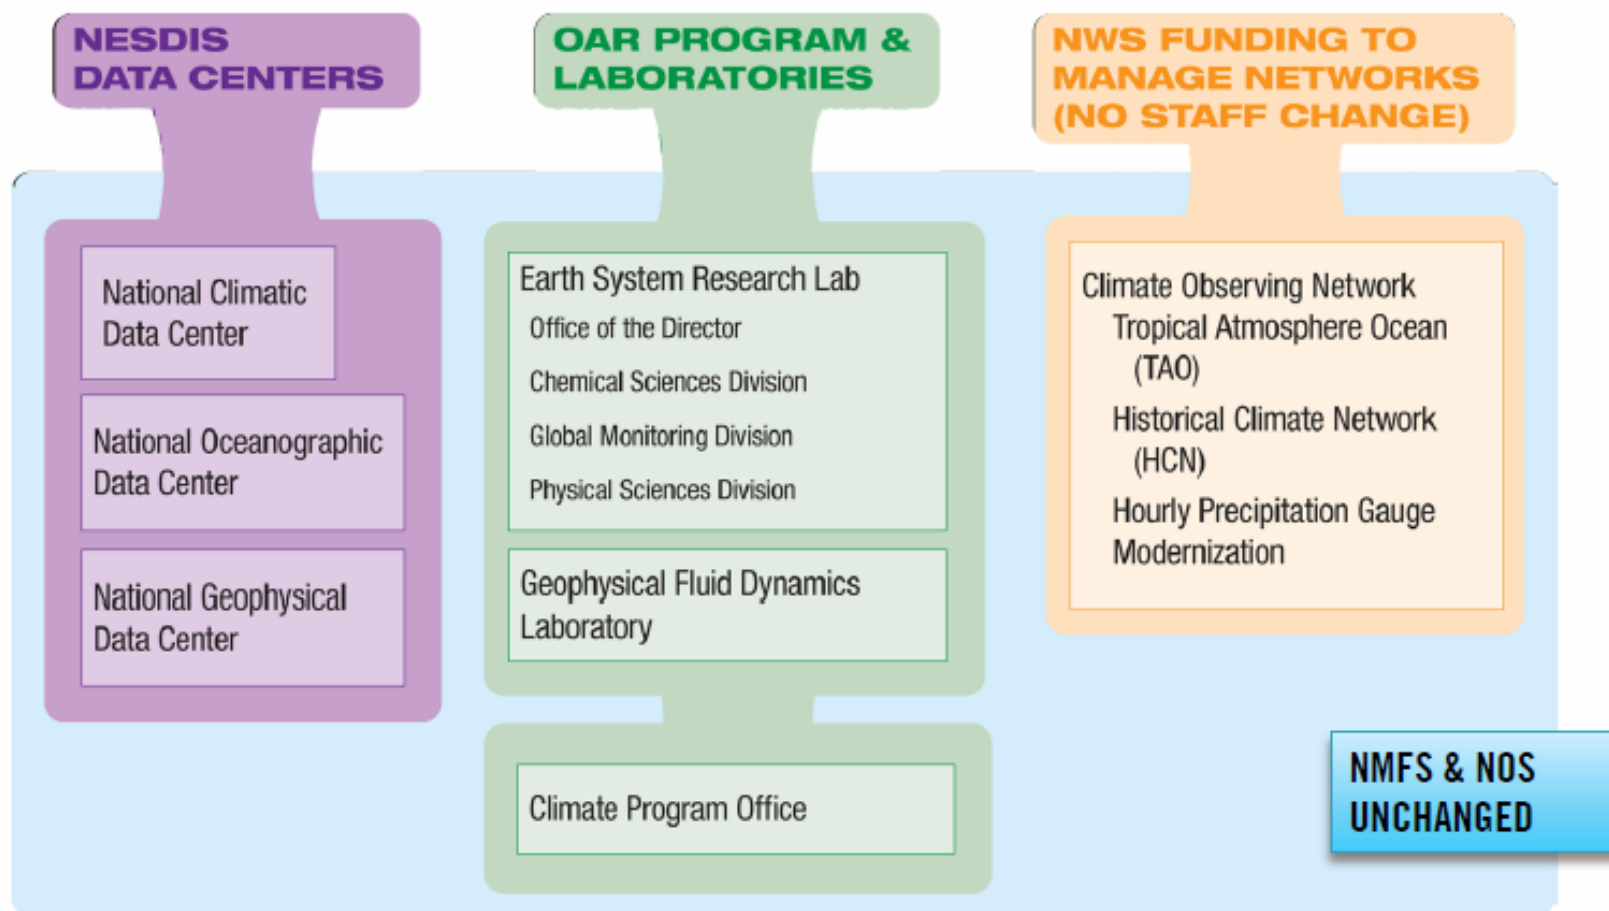 NESDIS
DATA CENTERS
National Climatic
Data Center
National Oceanographic
Data Center
National Geophysical
Data Center
OAR PROGRAM &
LABORATORIES
Earth System Research Lab
Office of the Director
Chemical Sciences Division
Global Monitoring Division
Physical Sciences Division
Geophysical Fluid Dynamics
Laboratory
Climate Program Office
NWS FUNDING TO
MANAGE NETWORKS
(NO STAFF CHANGE)
Climate Observing Network
Tropical Atmosphere Ocean
(TAO)
Historical Climate Network
(HCN)
Hourly Precipitation Gauge
Modernization
NMFS & NOS
UNCHANGED